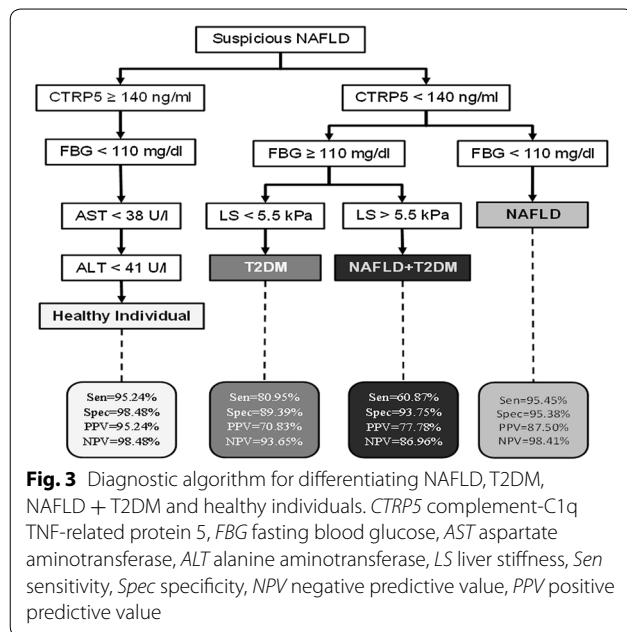 Suspicious NAFLD
CTRP5 ≥ 140 ng/ml
CTRP5 < 140 ng/ml
FBG < 110 mg/dl
FBG ≥ 110 mg/dl
FBG < 110 mg/dl
AST < 38 U/l
LS < 5.5 kPa
LS > 5.5 kPa
NAFLD
ALT < 41 U/l
T2DM
NAFLD+T2DM
Healthy Individual
Sen=95.24%
Spec=98.48%
PPV=95.24%
NPV=98.48%
Sen=80.95%
Spec=89.39%
PPV=70.83%
NPV=93.65%
Sen=60.87%
Spec=93.75%
PPV=77.78%
NPV=86.96%
Sen=95.45%
Spec=95.38%
PPV=87.50%
NPV=98.41%
Fig. 3 Diagnostic algorithm for differentiating NAFLD, T2DM,
NAFLD + T2DM and healthy individuals. CTRP5 complement-C1q
TNF-related protein 5, FBG fasting blood glucose, AST aspartate
aminotransferase, ALT alanine aminotransferase, LS liver stiffness, Sen
sensitivity, Spec specificity, NPV negative predictive value, PPV positive
predictive value